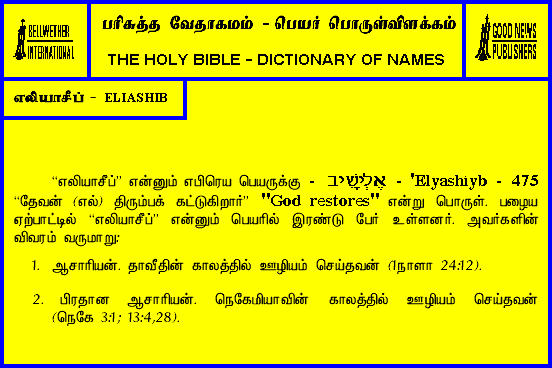 BELLWETHER
INTERNATIONAL
பரிசுத்த வேதாகமம் - பெயர் பொருள்விளக்கம்
THE HOLY BIBLE - DICTIONARY OF NAMES
GOOD NEWS
PUBLISHERS
எலியாசீப் - ELIASHIB
“எலியாசீப்” என்னும் எபிரெய பெயருக்கு - אֶלְיָשִׁיב - 'Elyashiyb - 475
“தேவன் (எல்) திரும்பக் கட்டுகிறார்” "God restores" என்று பொருள். பழைய
ஏற்பாட்டில் “எலியாசீப்” என்னும் பெயரில் இரண்டு பேர் உள்ளனர். அவர்களின்
விவரம் வருமாறு:
1. ஆசாரியன். தாவீதின் காலத்தில் ஊழியம் செய்தவன் (1நாளா 24:12).
2. பிரதான ஆசாரியன். நெகேமியாவின் காலத்தில் ஊழியம் செய்தவன்
(நெகே 3:1; 13:4,28).